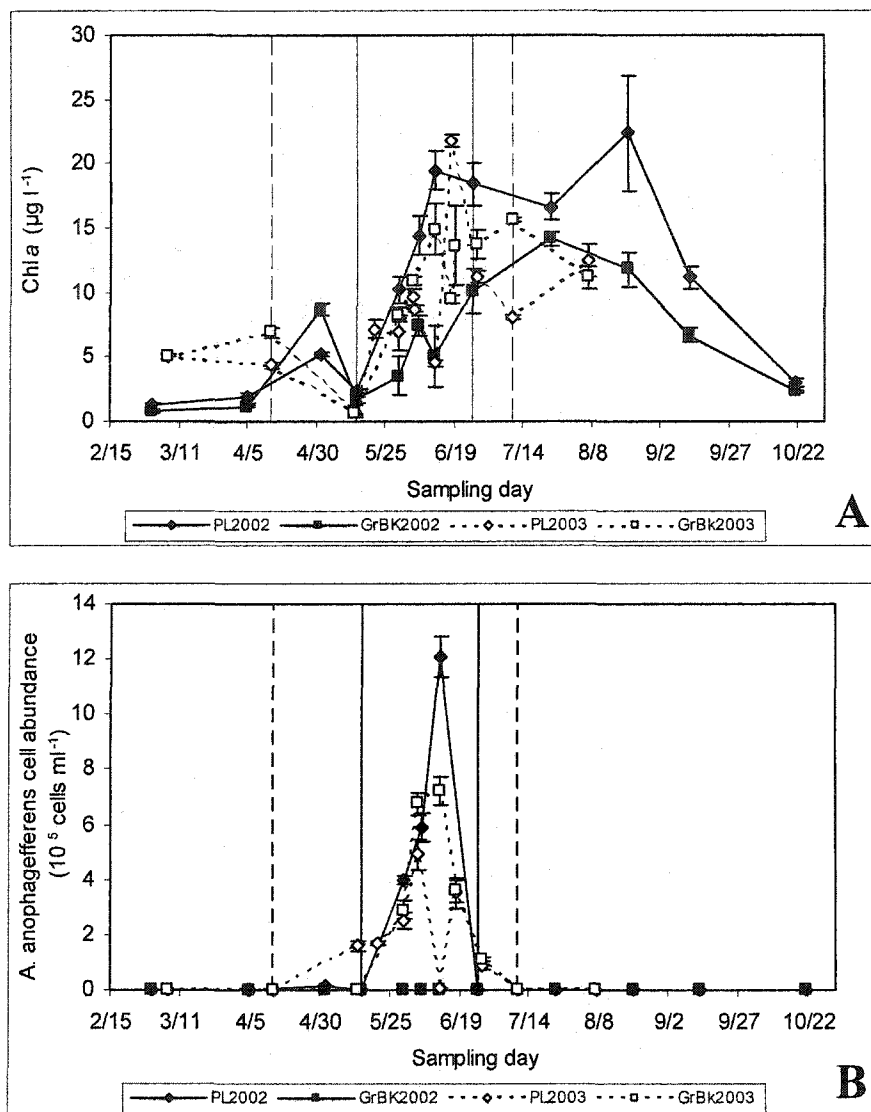 30
25
20
15
10
5
0
Chl a (µg l⁻¹)
2/15 3/11 4/5 4/30 5/25 6/19 7/14 8/8 9/2 9/27 10/22
Sampling day
A
PL2002 GrBK2002 PL2003 GrBk2003
14
12
10
8
6
4
2
0
A. anophagefferens cell abundance
(10 ⁵ cells ml⁻¹)
2/15 3/11 4/5 4/30 5/25 6/19 7/14 8/8 9/2 9/27 10/22
Sampling day
B
PL2002 GrBK2002 PL2003 GrBk2003